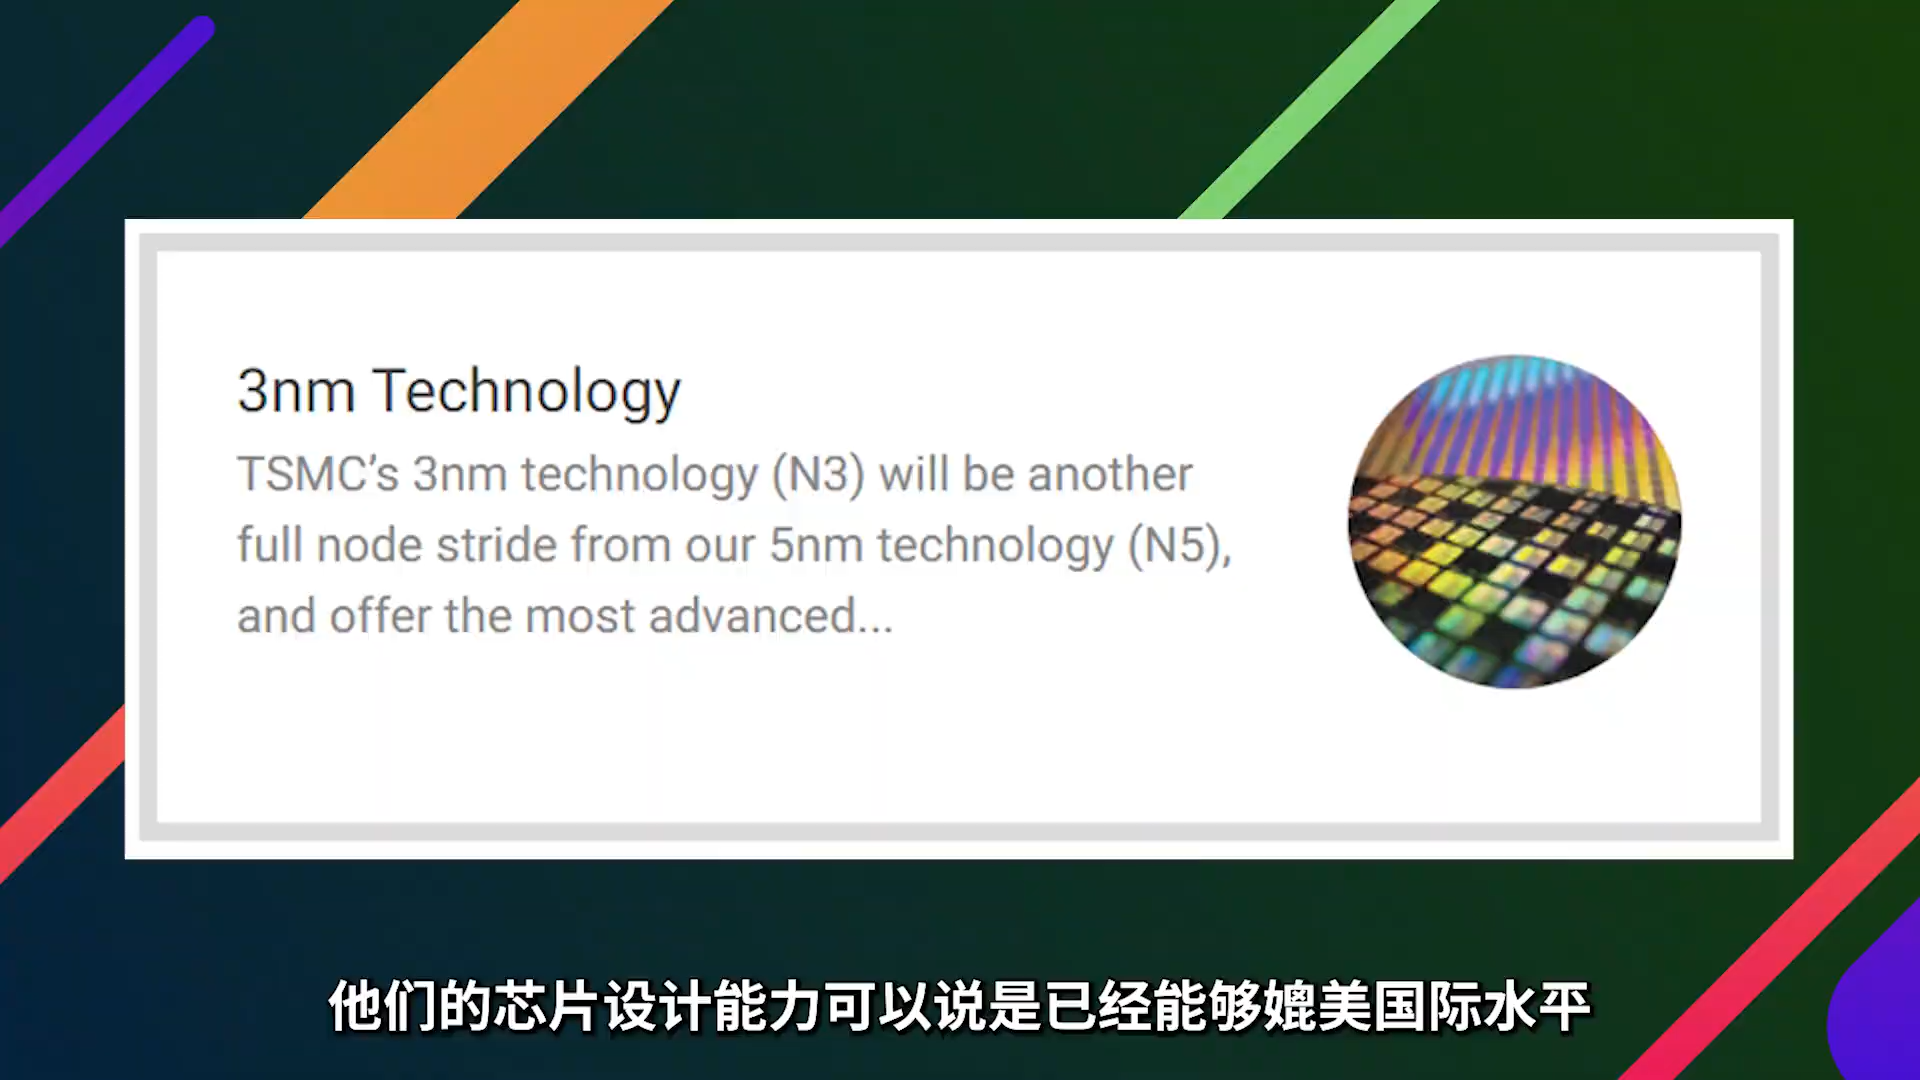 3nm Technology
TSMC’s 3nm technology (N3) will be another
full node stride from our 5nm technology (N5),
and offer the most advanced...
他们的芯片设计能力可以说是已经能够媲美国际水平